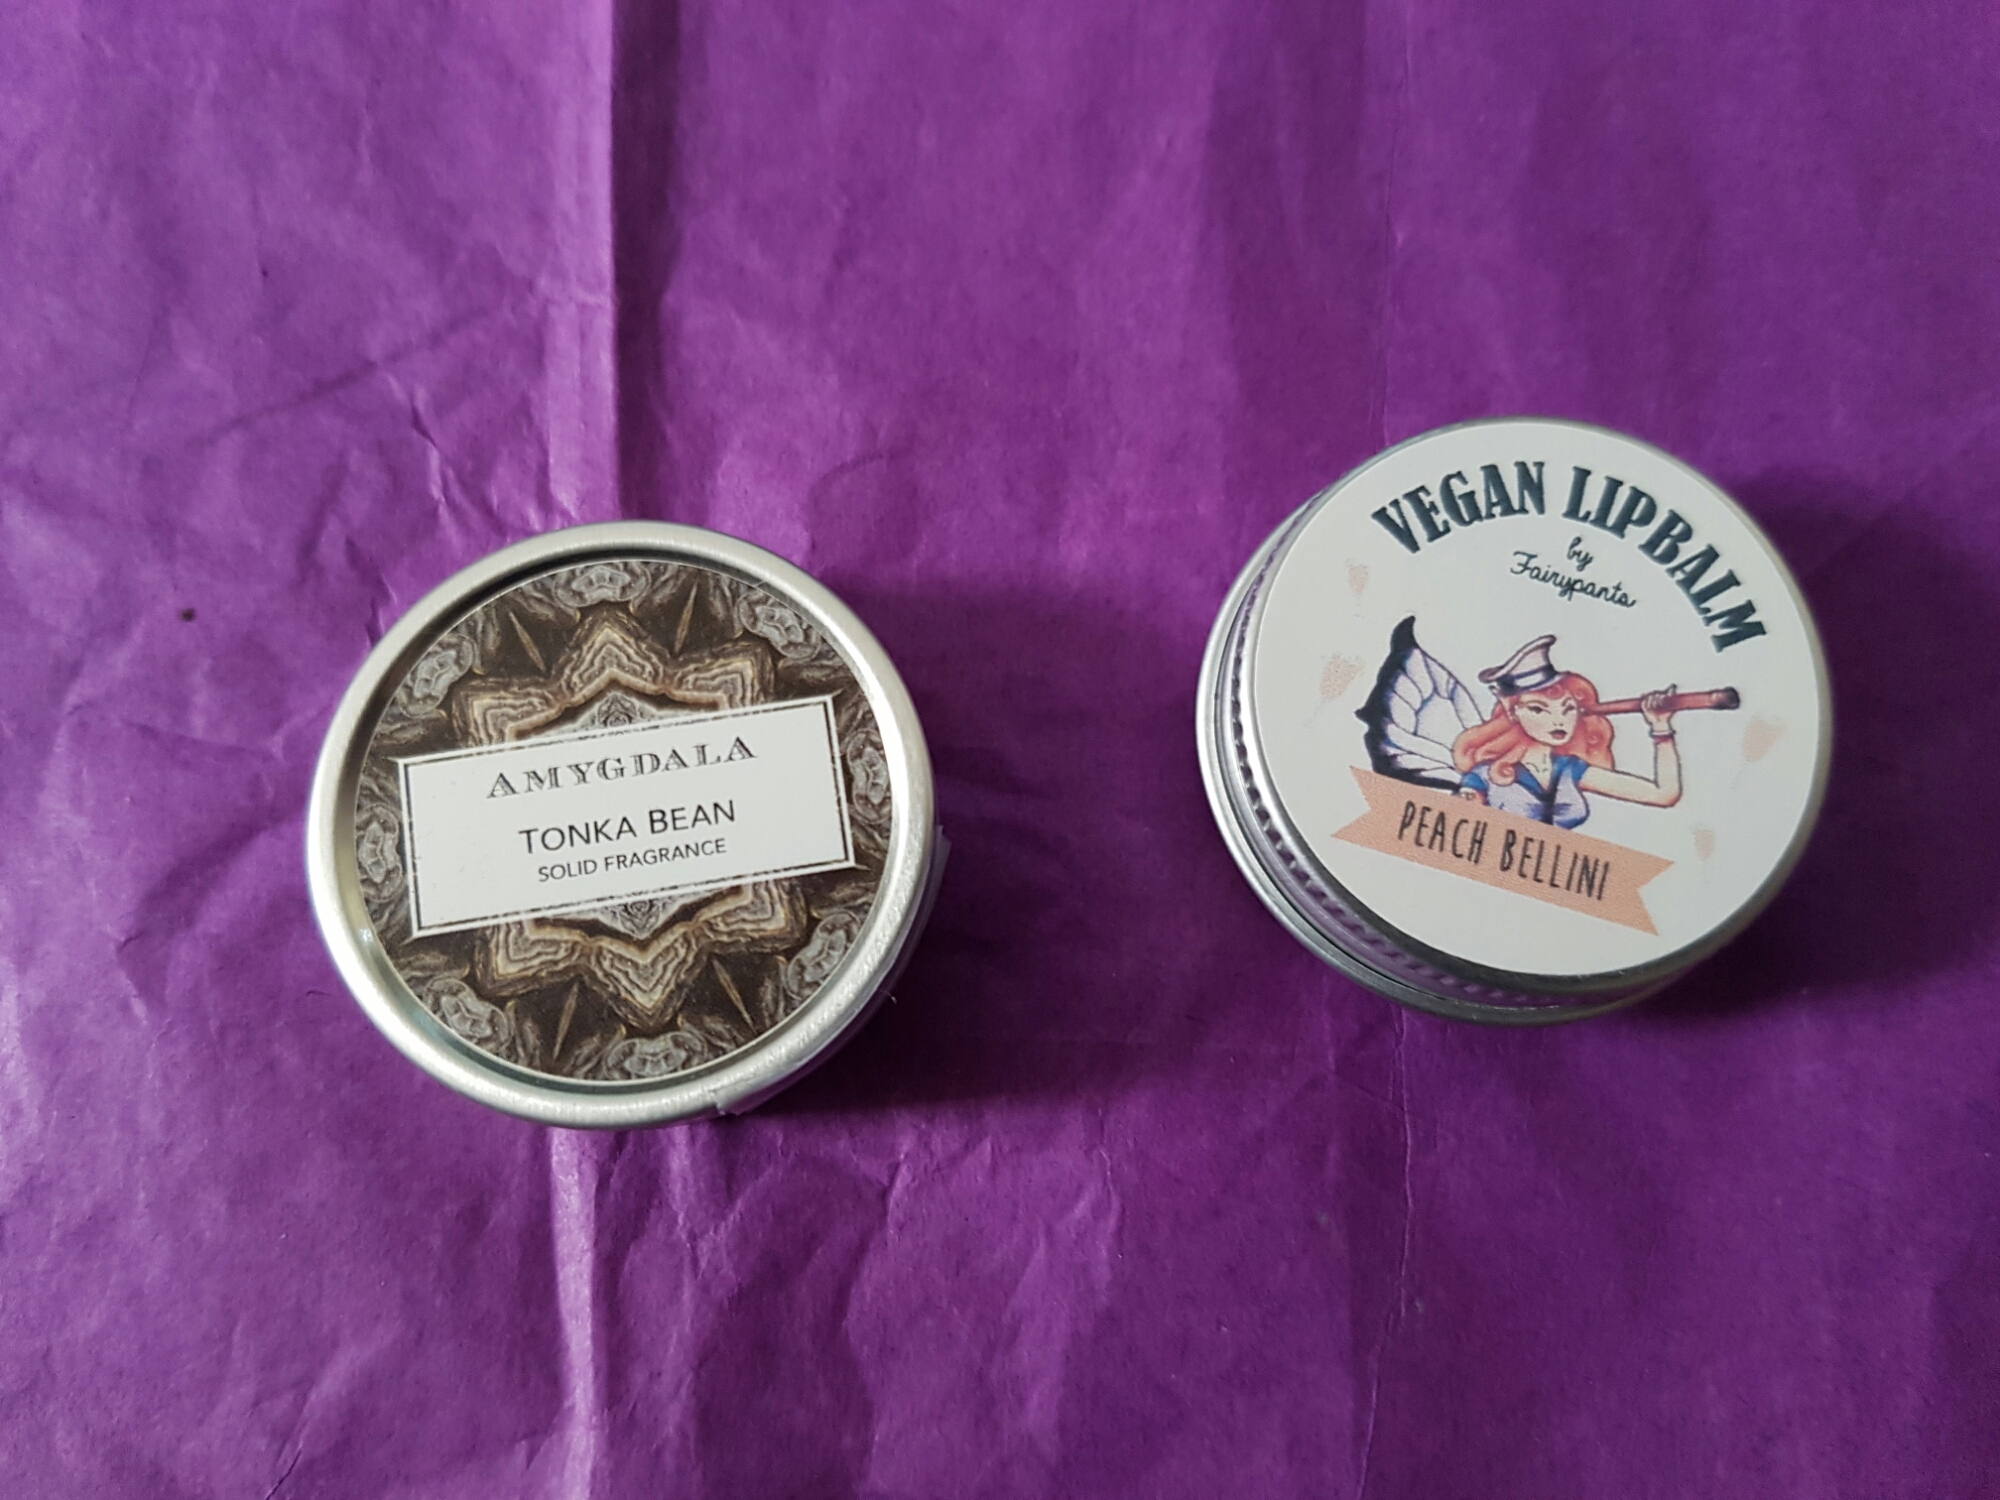 AMYGDALA
TONKA BEAN
SOLID FRAGRANCE
VEGAN LIPBALM
by
Fairypants
PEACH BELLINI